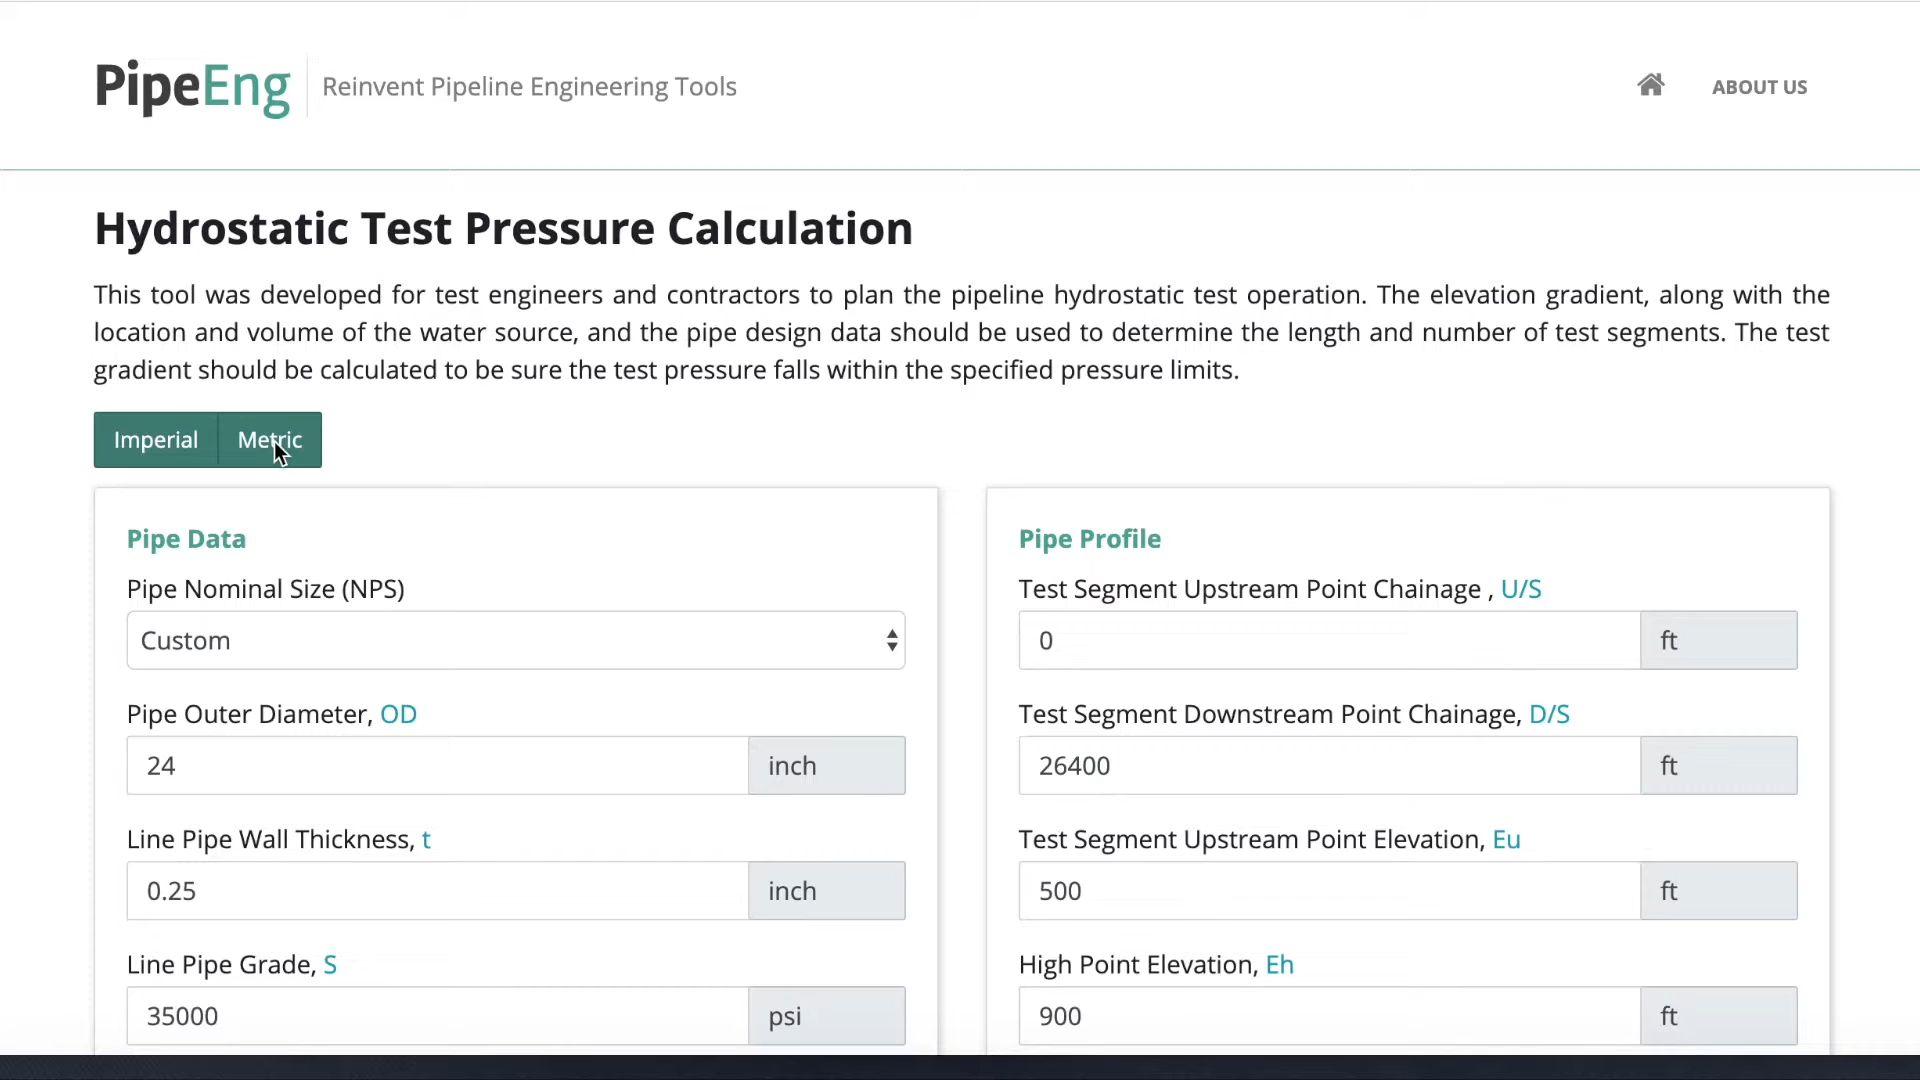 PipeEng
Reinvent Pipeline Engineering Tools
ABOUT US
Hydrostatic Test Pressure Calculation
This tool was developed for test engineers and contractors to plan the pipeline hydrostatic test operation. The elevation gradient, along with the
location and volume of the water source, and the pipe design data should be used to determine the length and number of test segments. The test
gradient should be calculated to be sure the test pressure falls within the specified pressure limits.
Imperial
Metric
Pipe Data
Pipe Nominal Size (NPS)
Custom
Pipe Outer Diameter, OD
24
inch
Line Pipe Wall Thickness, t
0.25
inch
Line Pipe Grade, S
35000
psi
Pipe Profile
Test Segment Upstream Point Chainage , U/S
0
ft
Test Segment Downstream Point Chainage, D/S
26400
ft
Test Segment Upstream Point Elevation, Eu
500
ft
High Point Elevation, Eh
900
ft